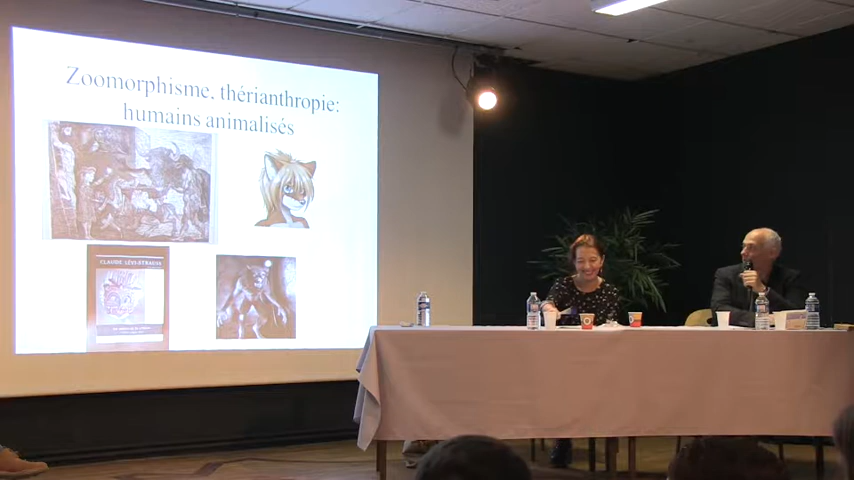 Zoomorphisme, thérianthropie:
humains animalisés
CLAUDE LÉVI-STRAUSS